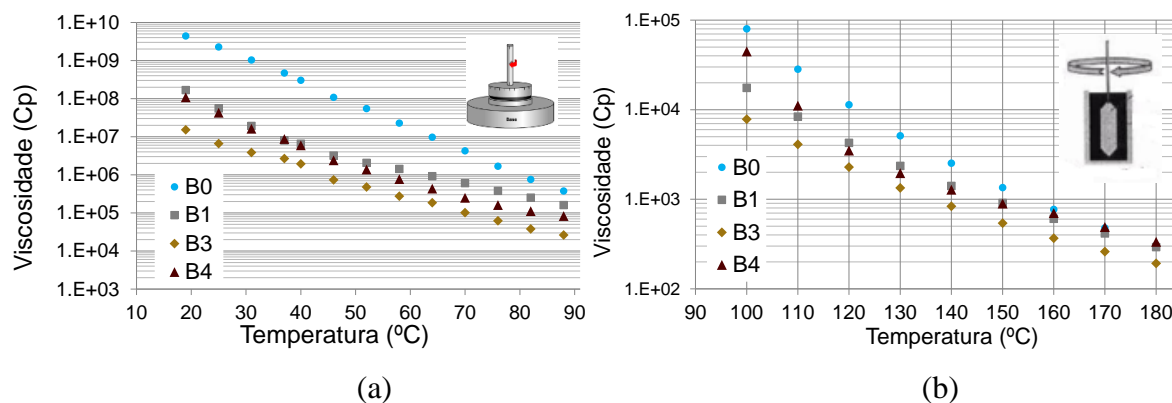 1.E+10
1.E+09
1.E+08
1.E+07
1.E+06
1.E+05
1.E+04
1.E+03
Viscosidade (Cp)
B0
B1
B3
B4
10 20 30 40 50 60 70 80 90
Temperatura (ºC)
(a)
1.E+05
1.E+04
1.E+03
1.E+02
Viscosidade (Cp)
B0
B1
B3
B4
90 100 110 120 130 140 150 160 170 180
Temperatura (ºC)
(b)